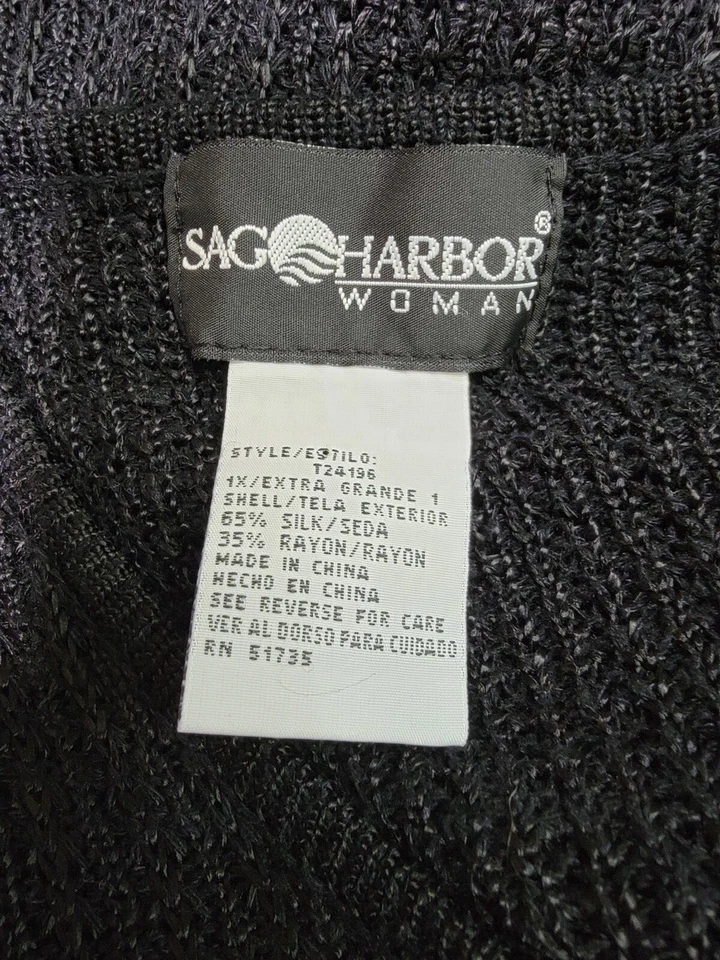 SAG HARBOR®
WOMAN
STYLE/ESTILO:
T24196
1X/EXTRA GRANDE 1
SHELL/TELA EXTERIOR
65% SILK/SEDA
35% RAYON/RAYON
MADE IN CHINA
HECHO EN CHINA
SEE REVERSE FOR CARE
VER AL DORSO PARA CUIDADO
RN 51735